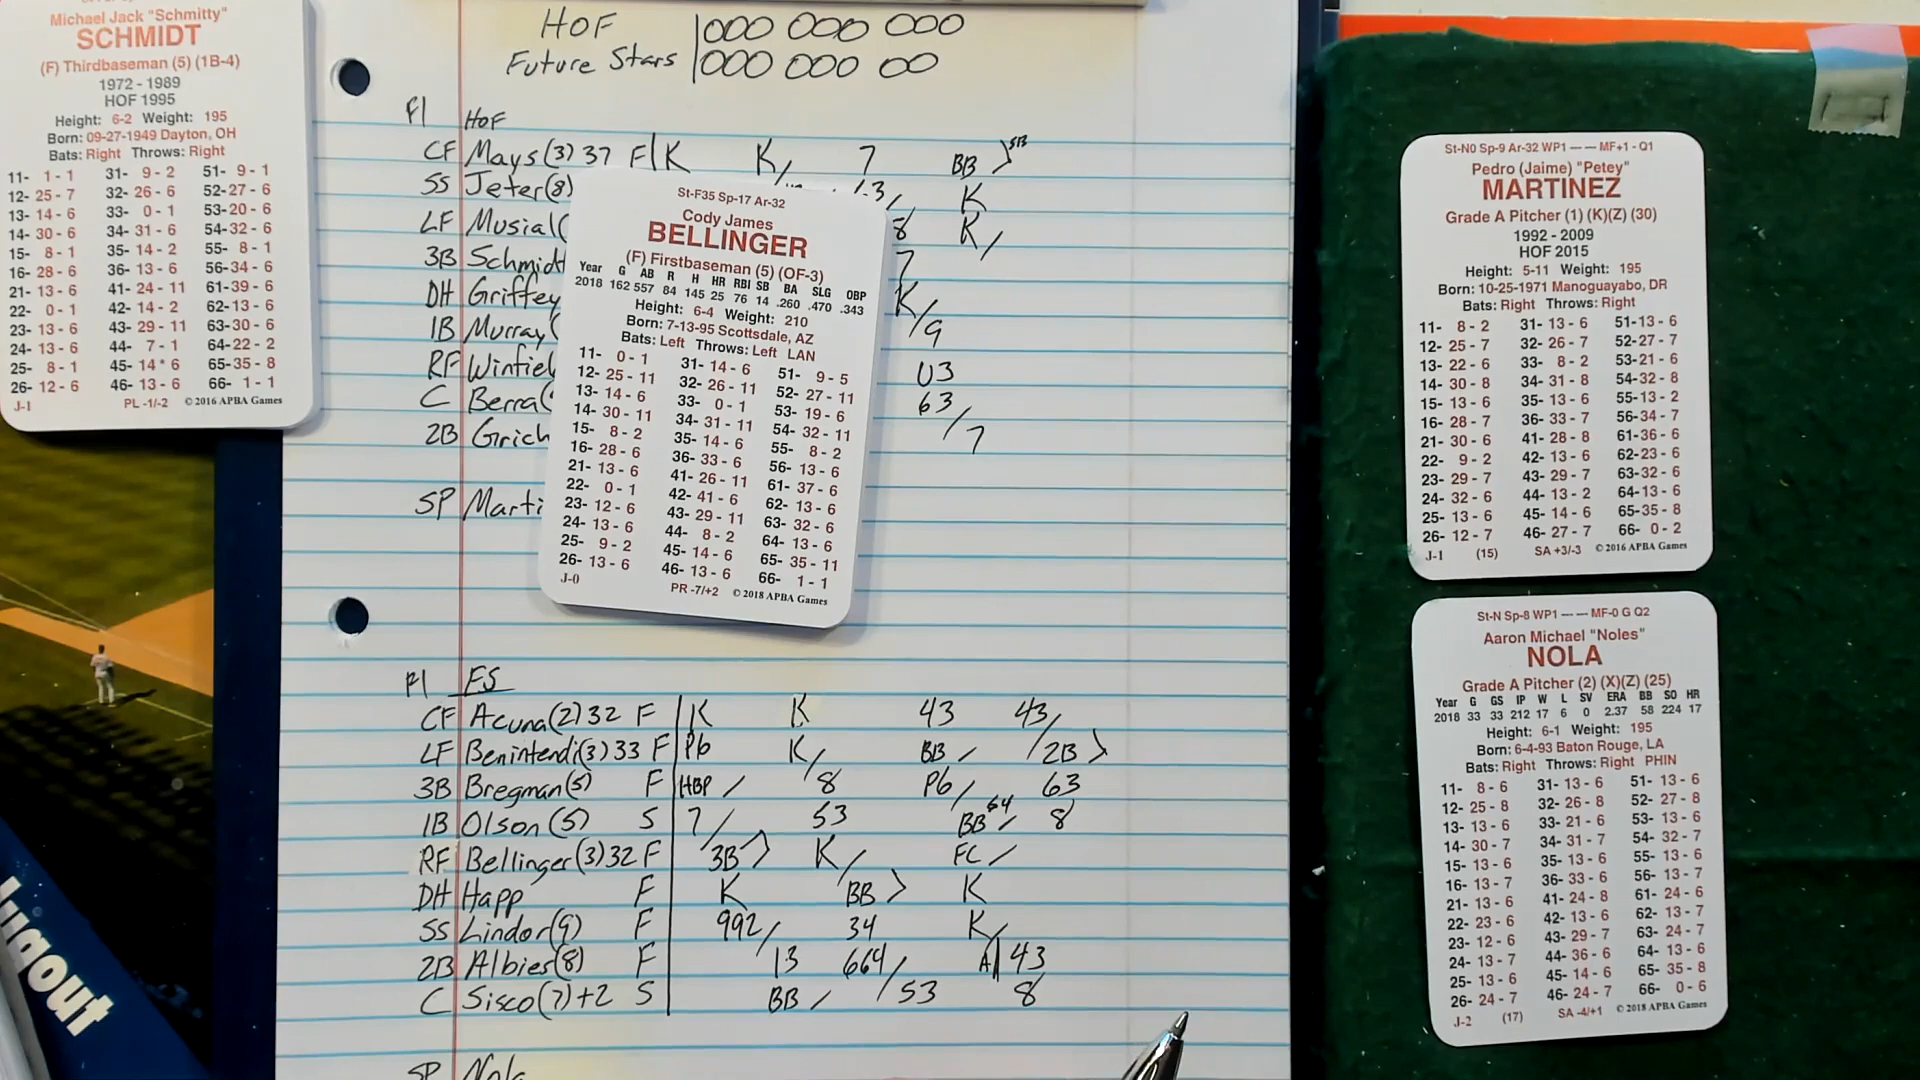 Michael Jack "Schmitty"
SCHMIDT
(F) Thirdbaseman (5) (1B-4)
1972 - 1989
HOF 1995
Height: 6-2 Weight: 195
Born: 09-27-1949 Dayton, OH
Bats: Right Throws: Right
11- 1 - 1 31- 9 - 2 51- 9 - 1
12- 25 - 7 32- 26 - 6 52- 27 - 6
13- 14 - 6 33- 0 - 1 53- 20 - 6
14- 30 - 6 34- 31 - 6 54- 32 - 6
15- 8 - 1 35- 14 - 2 55- 8 - 1
16- 28 - 6 36- 13 - 6 56- 34 - 6
21- 13 - 6 41- 24 - 11 61- 39 - 6
22- 0 - 1 42- 14 - 2 62- 13 - 6
23- 13 - 6 43- 29 - 11 63- 30 - 6
24- 13 - 6 44- 7 - 1 64- 22 - 2
25- 8 - 1 45- 14 * 6 65- 35 - 8
26- 12 - 6 46- 13 - 6 66- 1 - 1
J-1 PL -1/-2 © 2016 APBA Games
HOF 000 000 000
Future Stars 000 000 00
F1 HOF
CF Mays(3) 37 F K K/ 7 BB > SB
SS Jeter(8) K
LF Musial( 8 K/
3B Schmidt 7
DH Griffey K/
1B Murray( 9
RF Winfiel U3
C Berra( 63/
2B Grich 7
SP Marti
St-F35 Sp-17 Ar-32
Cody James
BELLINGER
(F) Firstbaseman (5) (OF-3)
Year G AB R H HR RBI SB BA SLG OBP
2018 162 557 84 145 25 76 14 .260 .470 .343
Height: 6-4 Weight: 210
Born: 7-13-95 Scottsdale, AZ
Bats: Left Throws: Left LAN
11- 0 - 1 31- 14 - 6 51- 9 - 5
12- 25 - 11 32- 26 - 11 52- 27 - 11
13- 14 - 6 33- 0 - 1 53- 19 - 6
14- 30 - 11 34- 31 - 11 54- 32 - 11
15- 8 - 2 35- 14 - 6 55- 8 - 2
16- 28 - 6 36- 33 - 6 56- 13 - 6
21- 13 - 6 41- 26 - 11 61- 37 - 6
22- 0 - 1 42- 41 - 6 62- 13 - 6
23- 12 - 6 43- 29 - 11 63- 32 - 6
24- 13 - 6 44- 8 - 2 64- 13 - 6
25- 9 - 2 45- 14 - 6 65- 35 - 11
26- 13 - 6 46- 13 - 6 66- 1 - 1
J-0 PR -7/+2 © 2018 APBA Games
F1 FS
CF Acuna(2) 32 F K K 43 43/
LF Benintendi(3) 33 F P6 K/ BB / /2B >
3B Bregman(5) F HBP / /8 P6/ 63
1B Olson(5) S 7/ 53 BB 64 / 8
RF Bellinger(3) 32 F 3B > K/ FC /
DH Happ F K BB > K
SS Lindor(9) F 992/ 34 K/
2B Albies(8) F 13 664/ A 43
C Sisco(7)+2 S BB / /53 8
SP Nola
St-N0 Sp-9 Ar-32 WP1 — — MF+1 - Q1
Pedro (Jaime) "Petey"
MARTINEZ
Grade A Pitcher (1) (K)(Z) (30)
1992 - 2009
HOF 2015
Height: 5-11 Weight: 195
Born: 10-25-1971 Manoguayabo, DR
Bats: Right Throws: Right
11- 8 - 2 31- 13 - 6 51- 13 - 6
12- 25 - 7 32- 26 - 7 52- 27 - 7
13- 22 - 6 33- 8 - 2 53- 21 - 6
14- 30 - 8 34- 31 - 8 54- 32 - 8
15- 13 - 6 35- 13 - 6 55- 13 - 2
16- 28 - 7 36- 33 - 7 56- 34 - 7
21- 30 - 6 41- 28 - 8 61- 36 - 6
22- 9 - 2 42- 13 - 6 62- 23 - 6
23- 29 - 7 43- 29 - 7 63- 32 - 6
24- 32 - 6 44- 13 - 2 64- 13 - 6
25- 13 - 6 45- 14 - 6 65- 35 - 8
26- 12 - 7 46- 27 - 7 66- 0 - 2
J-1 (15) SA +3/-3 © 2016 APBA Games
St-N Sp-8 WP1 — — MF-0 G Q2
Aaron Michael "Noles"
NOLA
Grade A Pitcher (2) (X)(Z) (25)
Year G GS IP W L SV ERA BB SO HR
2018 33 33 212 17 6 0 2.37 58 224 17
Height: 6-1 Weight: 195
Born: 6-4-93 Baton Rouge, LA
Bats: Right Throws: Right PHIN
11- 8 - 6 31- 13 - 6 51- 13 - 6
12- 25 - 8 32- 26 - 8 52- 27 - 8
13- 13 - 6 33- 21 - 6 53- 13 - 6
14- 30 - 7 34- 31 - 7 54- 32 - 7
15- 13 - 6 35- 13 - 6 55- 13 - 6
16- 13 - 7 36- 33 - 6 56- 13 - 7
21- 13 - 6 41- 24 - 8 61- 24 - 6
22- 23 - 6 42- 13 - 6 62- 13 - 7
23- 12 - 6 43- 29 - 7 63- 24 - 7
24- 13 - 7 44- 36 - 6 64- 13 - 6
25- 13 - 6 45- 14 - 6 65- 35 - 8
26- 24 - 7 46- 24 - 7 66- 0 - 6
J-2 (17) SA -4/+1 © 2018 APBA Games
dugout